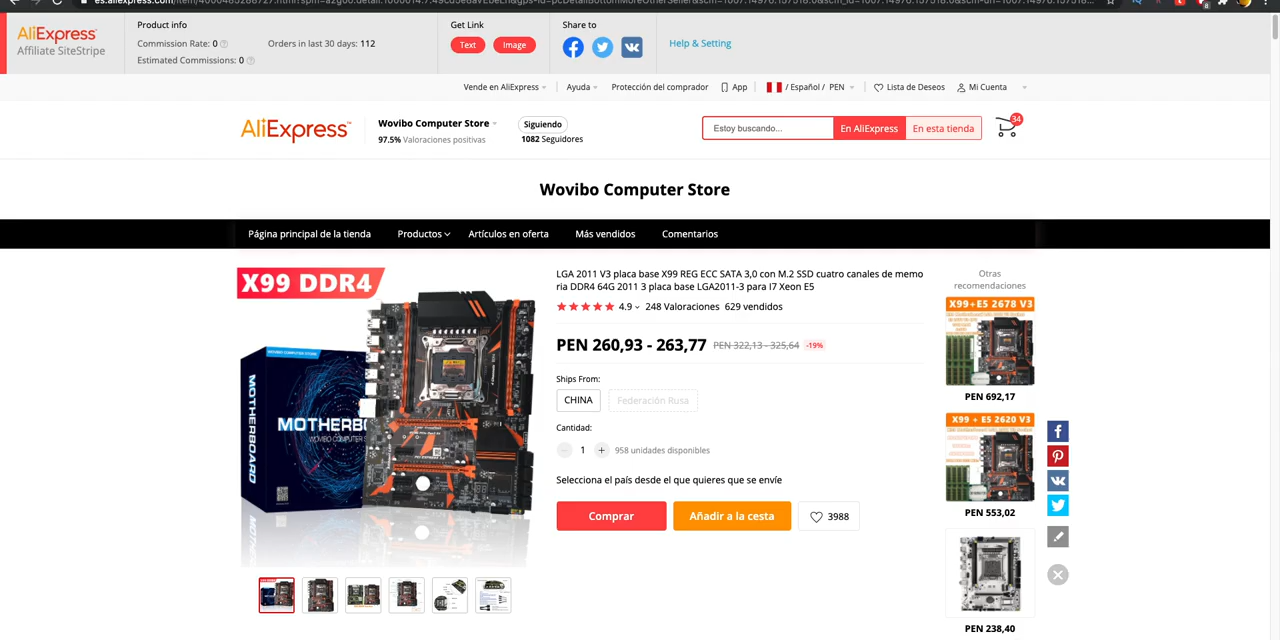 AliExpress
Affiliate SiteStripe
Product info
Commission Rate: 0
Orders in last 30 days: 112
Estimated Commissions: 0
Get Link
Text
Image
Share to
Help & Setting
Vende en AliExpress
Ayuda
Protección del comprador
App
/ Español / PEN
Lista de Deseos
Mi Cuenta
AliExpress
Wovibo Computer Store
97.5% Valoraciones positivas
Siguiendo
1082 Seguidores
Estoy buscando...
En AliExpress
En esta tienda
34
Wovibo Computer Store
Página principal de la tienda
Productos
Artículos en oferta
Más vendidos
Comentarios
X99 DDR4
WOVIBO COMPUTER STORE
MOTHERBOARD
MOTHERB
WOVIBO COMPUTER S
LGA 2011 V3 placa base X99 REG ECC SATA 3,0 con M.2 SSD cuatro canales de memo
ria DDR4 64G 2011 3 placa base LGA2011-3 para I7 Xeon E5
4.9
248 Valoraciones
629 vendidos
PEN 260,93 - 263,77
PEN 322,13 - 325,64
-19%
Ships From:
CHINA
Federación Rusa
Cantidad:
1
958 unidades disponibles
Selecciona el país desde el que quieres que se envíe
Comprar
Añadir a la cesta
3988
Otras
recomendaciones
X99+E5 2678 V3
PEN 692,17
X99 + E5 2620 V3
PEN 553,02
PEN 238,40